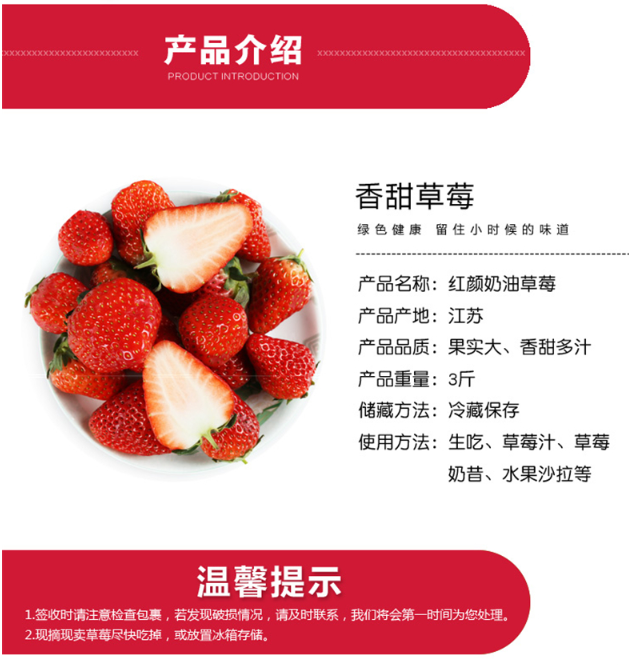 产品介绍
PRODUCT INTRODUCTION
香甜草莓
绿色健康 留住小时候的味道
产品名称：红颜奶油草莓
产品产地：江苏
产品品质：果实大、香甜多汁
产品重量：3斤
储藏方法：冷藏保存
使用方法：生吃、草莓汁、草莓
奶昔、水果沙拉等
温馨提示
1.签收时请注意检查包裹，若发现破损情况，请及时联系，我们将会第一时间为您处理。
2.现摘现卖草莓尽快吃掉，或放置冰箱存储。